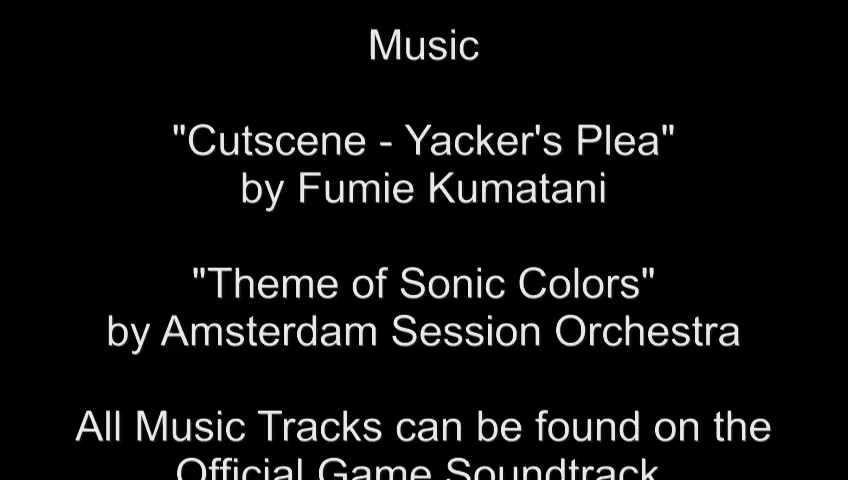 Music
"Cutscene - Yacker's Plea"
by Fumie Kumatani
"Theme of Sonic Colors"
by Amsterdam Session Orchestra
All Music Tracks can be found on the
Official Game Soundtrack